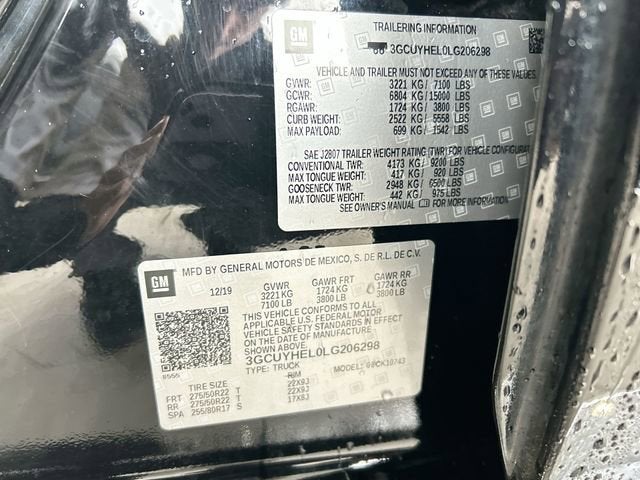 GM
TRAILERING INFORMATION
3GCUYHEL0LG206298
VEHICLE AND TRAILER MUST NOT EXCEED ANY OF THESE VALUES.
GVWR: 3221 KG / 7100 LBS
GCWR: 6804 KG / 15000 LBS
RGAWR: 1724 KG / 3800 LBS
CURB WEIGHT: 2522 KG / 5558 LBS
MAX PAYLOAD: 699 KG / 1542 LBS
SAE J2807 TRAILER WEIGHT RATING (TWR) FOR VEHICLE CONFIGURAT
CONVENTIONAL TWR: 4173 KG / 9200 LBS
MAX TONGUE WEIGHT: 417 KG / 920 LBS
GOOSENECK TWR: 2948 KG / 6500 LBS
MAX TONGUE WEIGHT: 442 KG / 975 LBS
SEE OWNER'S MANUAL FOR MORE INFORMATION
GM
MFD BY GENERAL MOTORS DE MEXICO, S. DE R.L. DE C.V.
12/19 GVWR GAWR FRT GAWR RR
3221 KG 1724 KG 1724 KG
7100 LB 3800 LB 3800 LB
THIS VEHICLE CONFORMS TO ALL
APPLICABLE U.S. FEDERAL MOTOR
VEHICLE SAFETY STANDARDS IN EFFECT
ON THE DATE OF MANUFACTURE
SHOWN ABOVE.
3GCUYHEL0LG206298
TYPE: TRUCK MODEL: CK10743
TIRE SIZE RIM
FRT 275/50R22 T 22X9J
RR 275/50R22 T 22X9J
SPA 255/80R17 S 17X8J